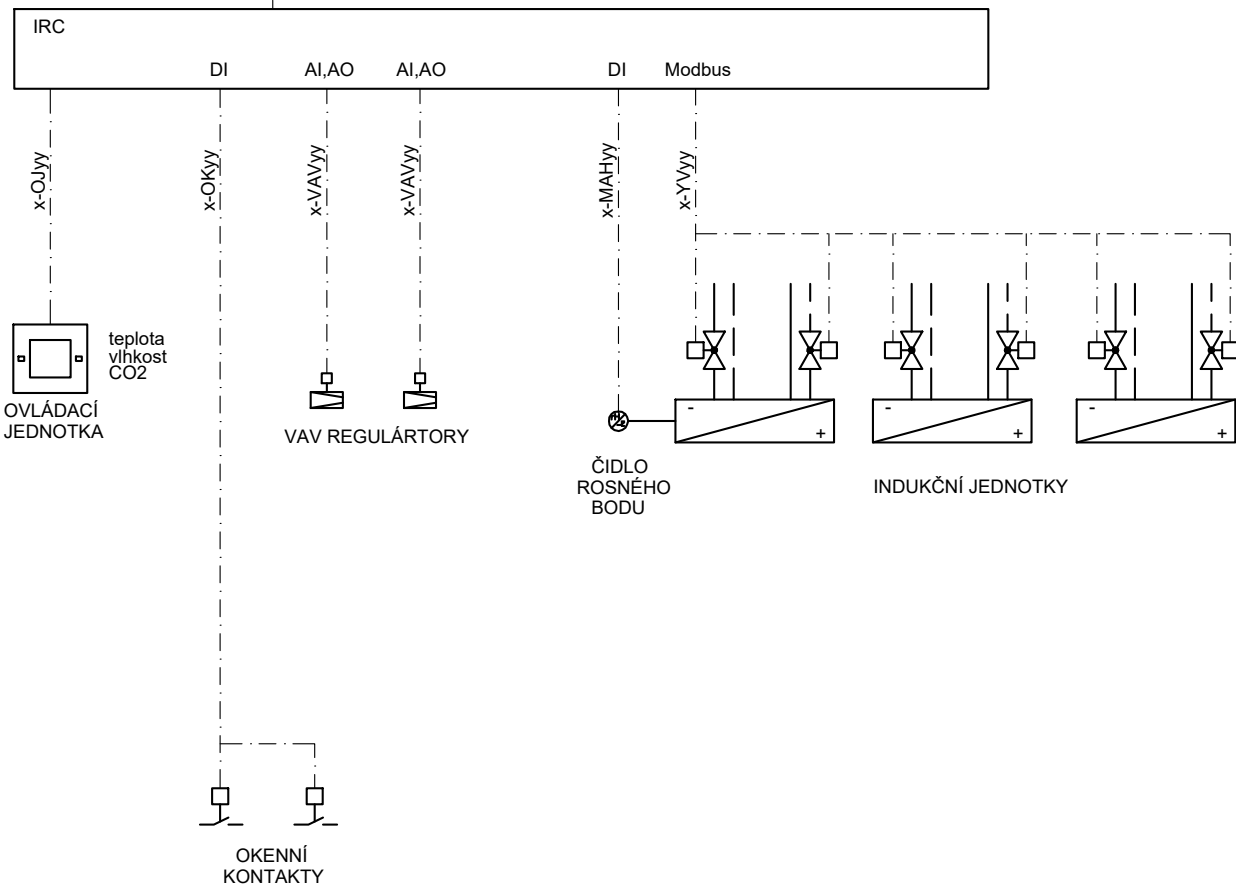 IRC
DI
AI,AO
AI,AO
DI
Modbus
x-OJyy
x-OKyy
x-VAVyy
x-VAVyy
x-MAHyy
x-YVyy
teplota
vlhkost
CO2
OVLÁDACÍ
JEDNOTKA
VAV REGULÁRTORY
-
+
-
+
-
+
ČIDLO
ROSNÉHO
BODU
INDUKČNÍ JEDNOTKY
OKENNÍ
KONTAKTY